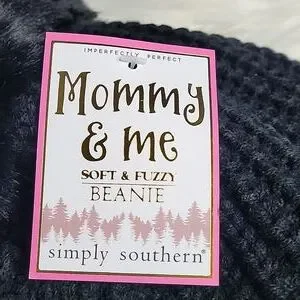 IMPERFECTLY PERFECT
Mommy
& me
SOFT & FUZZY
BEANIE
simply southern®